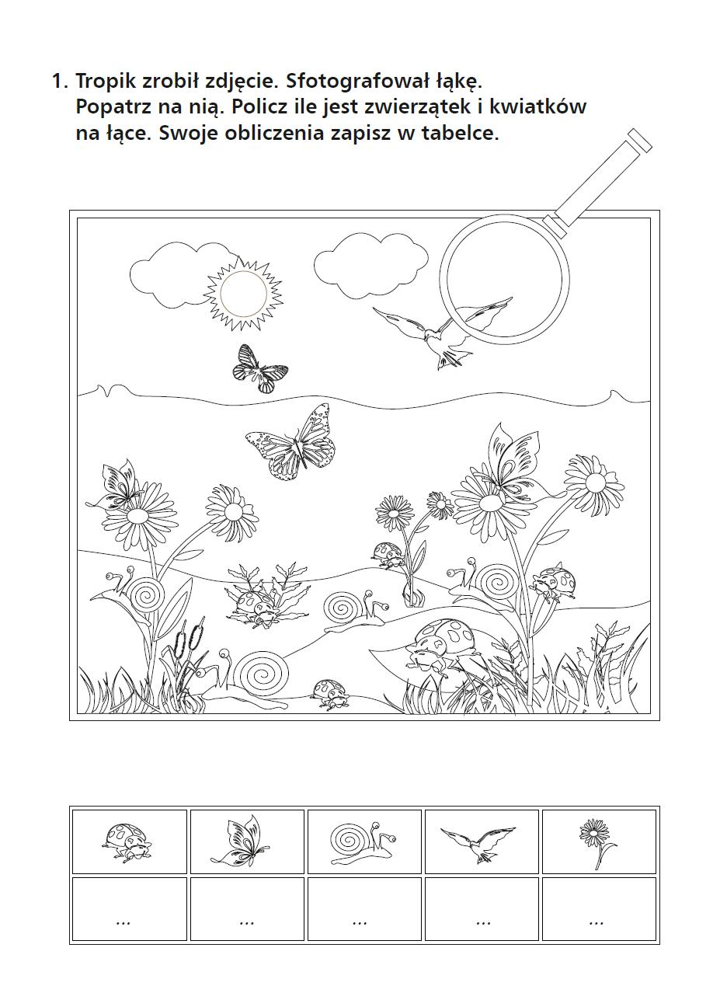 1. Tropik zrobił zdjęcie. Sfotografował łąkę.
Popatrz na nią. Policz ile jest zwierzątek i kwiatków
na łące. Swoje obliczenia zapisz w tabelce.
... ... ... ... ...